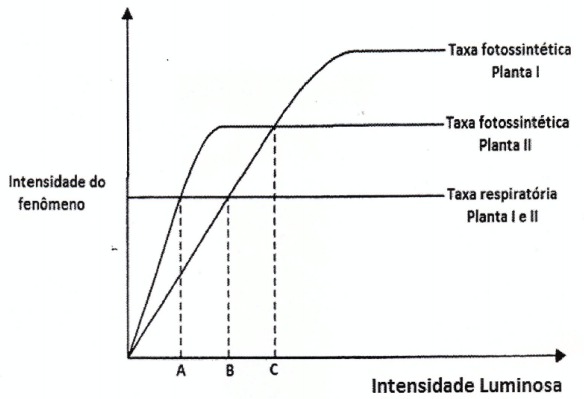 Taxa fotossintética
Planta I
Taxa fotossintética
Planta II
Intensidade do
fenômeno
Taxa respiratória
Planta I e II
A B C
Intensidade Luminosa